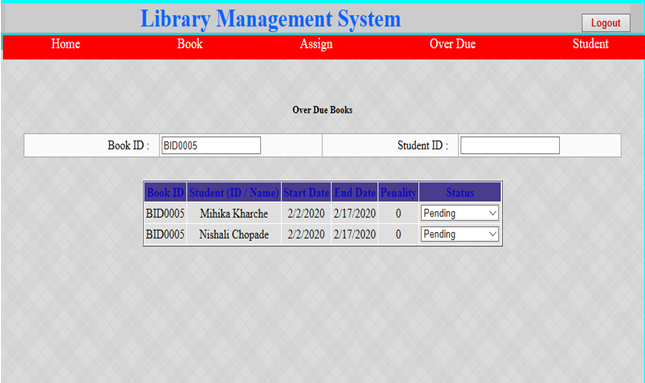 Library Management System
Logout
Home Book Assign Over Due Student
Over Due Books
Book ID : BID0005 Student ID :
Book ID Student (ID / Name) Start Date End Date Penality Status
BID0005 Mihika Kharche 2/2/2020 2/17/2020 0 Pending
BID0005 Nishali Chopade 2/2/2020 2/17/2020 0 Pending